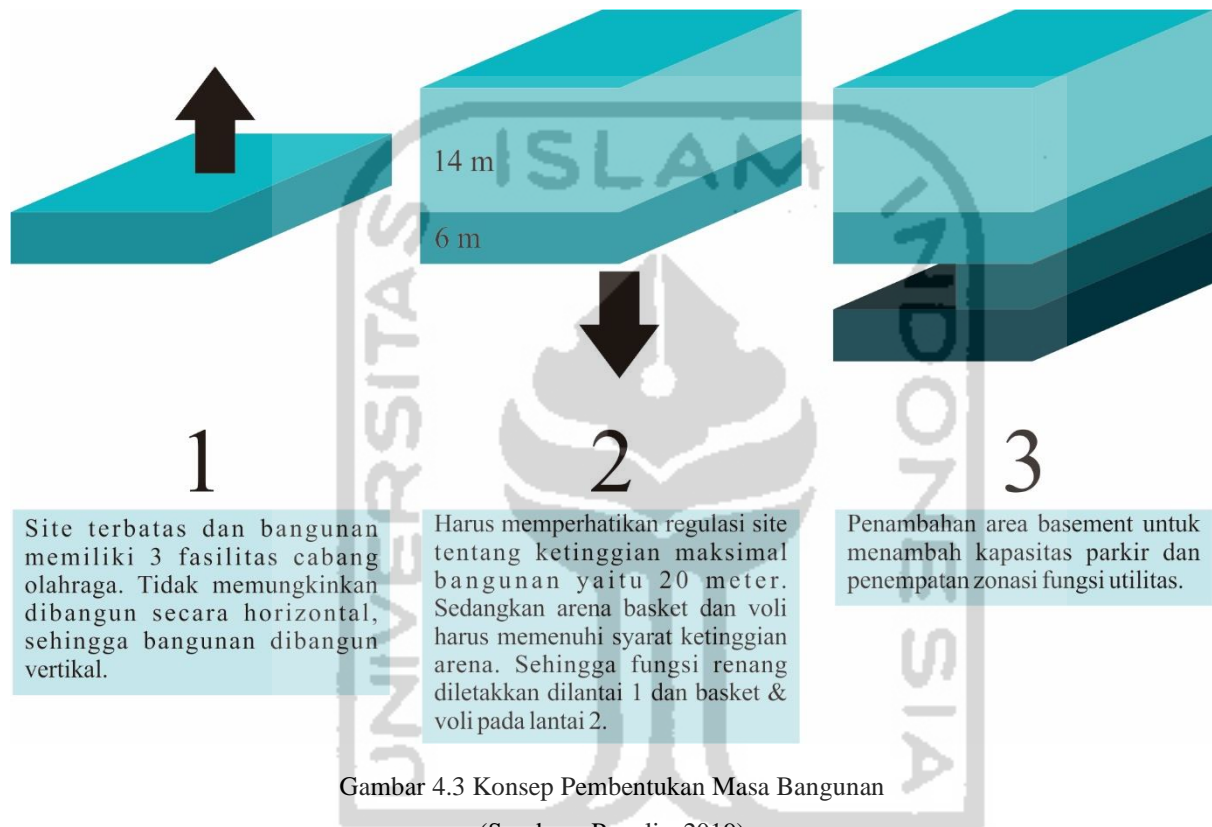 14 m
6 m
1
Site terbatas dan bangunan
memiliki 3 fasilitas cabang
olahraga. Tidak memungkinkan
dibangun secara horizontal,
sehingga bangunan dibangun
vertikal.
2
Harus memperhatikan regulasi site
tentang ketinggian maksimal
bangunan yaitu 20 meter.
Sedangkan arena basket dan voli
harus memenuhi syarat ketinggian
arena. Sehingga fungsi renang
diletakkan dilantai 1 dan basket &
voli pada lantai 2.
3
Penambahan area basement untuk
menambah kapasitas parkir dan
penempatan zonasi fungsi utilitas.
Gambar 4.3 Konsep Pembentukan Masa Bangunan
UNIVERSITAS
ISLAM
INDONESIA